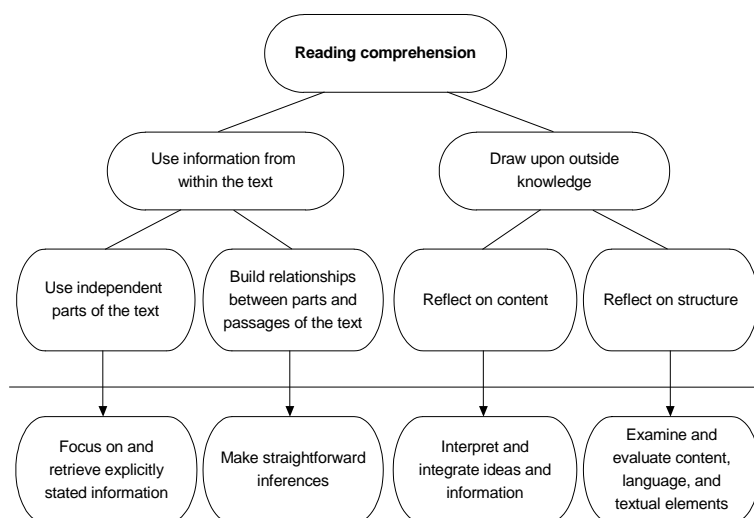 Reading comprehension
Use information from
within the text
Draw upon outside
knowledge
Use independent
parts of the text
Build relationships
between parts and
passages of the text
Reflect on content
Reflect on structure
Focus on and
retrieve explicitly
stated information
Make straightforward
inferences
Interpret and
integrate ideas and
information
Examine and
evaluate content,
language, and
textual elements